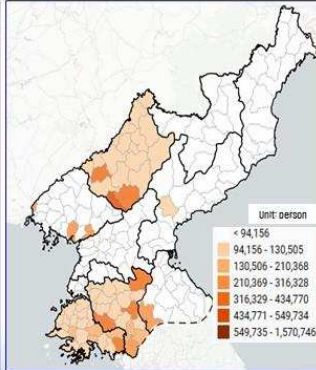 Unit: person
< 94,156
94,156 - 130,505
130,506 - 210,368
210,369 - 316,328
316,329 - 434,770
434,771 - 549,734
549,735 - 1,570,746